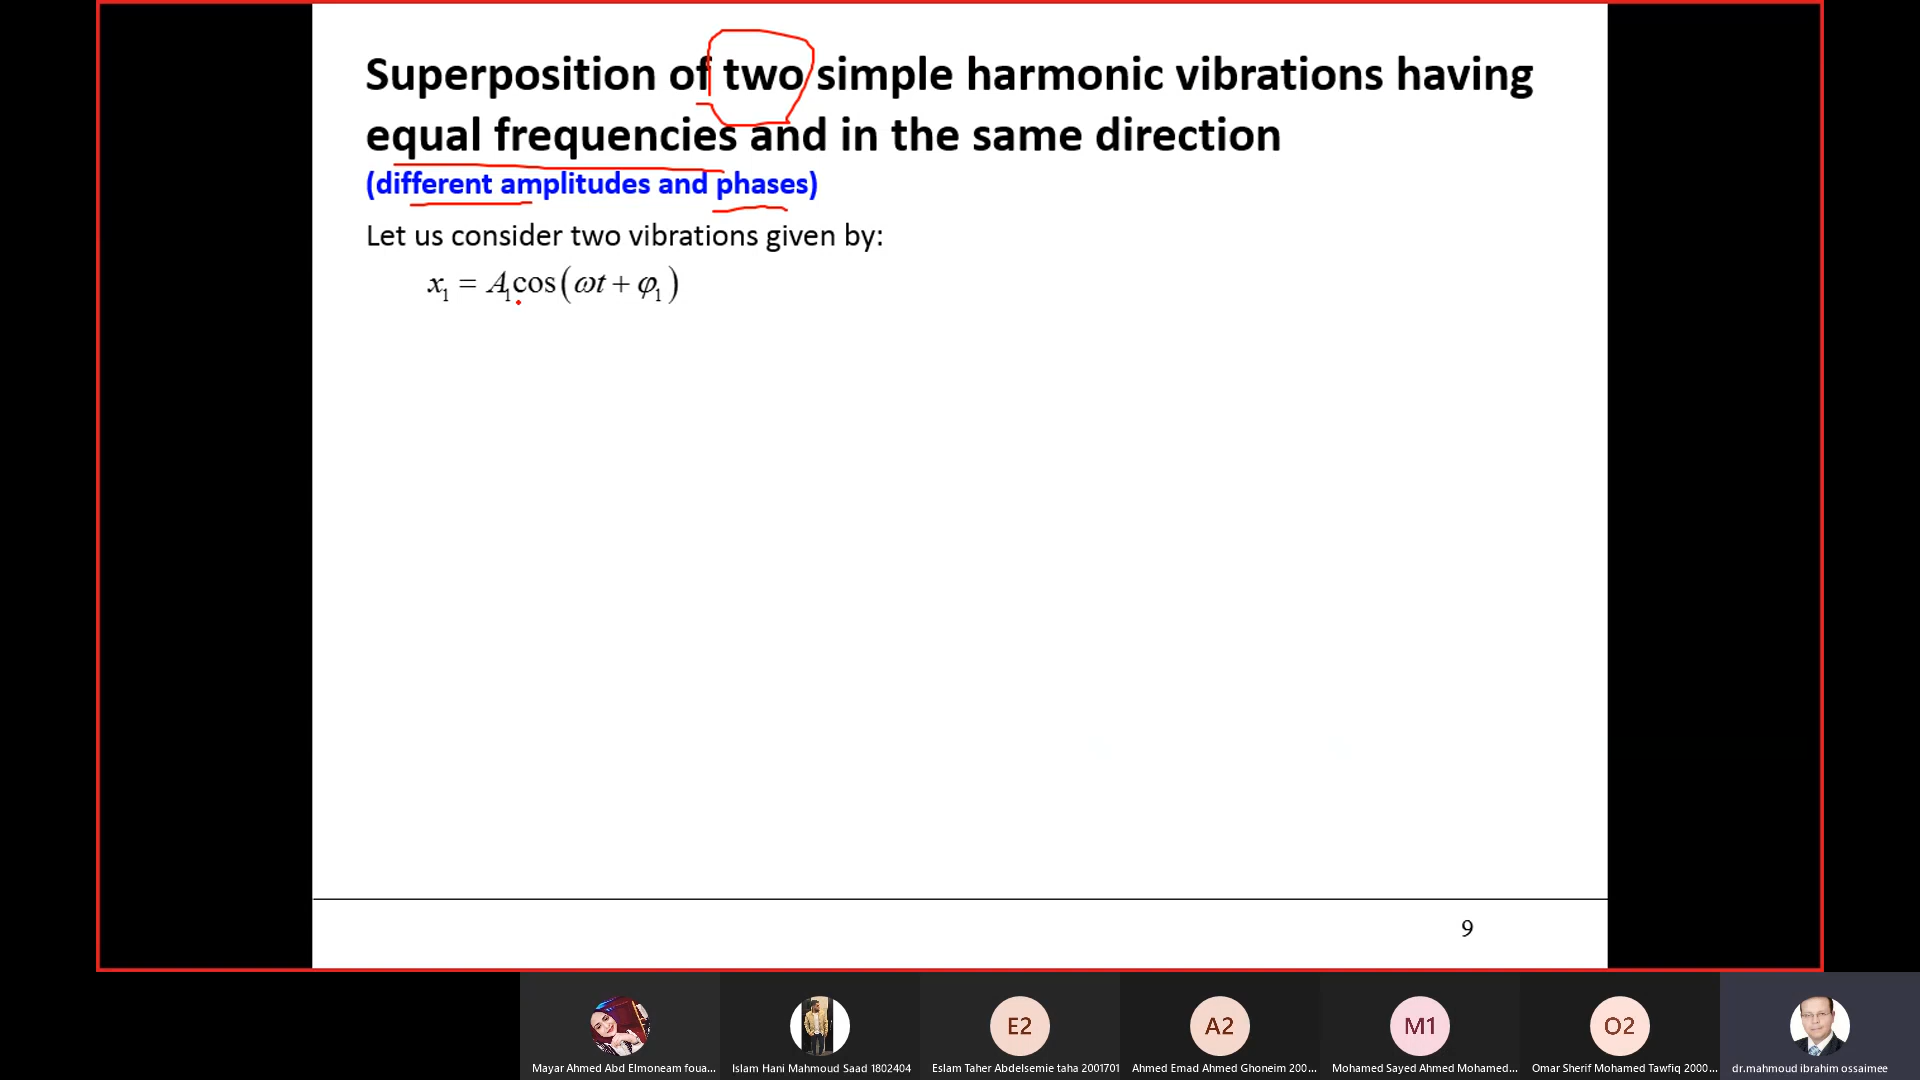 Superposition of two simple harmonic vibrations having
equal frequencies and in the same direction
(different amplitudes and phases)
Let us consider two vibrations given by:
x₁ = A₁cos(ωt + φ₁)
9
E2
A2
M1
O2
Mayar Ahmed Abd Elmoneam foua...
Islam Hani Mahmoud Saad 1802404
Eslam Taher Abdelsemie taha 2001701
Ahmed Emad Ahmed Ghoneim 200...
Mohamed Sayed Ahmed Mohamed...
Omar Sherif Mohamed Tawfiq 2000...
dr.mahmoud ibrahim ossaimee